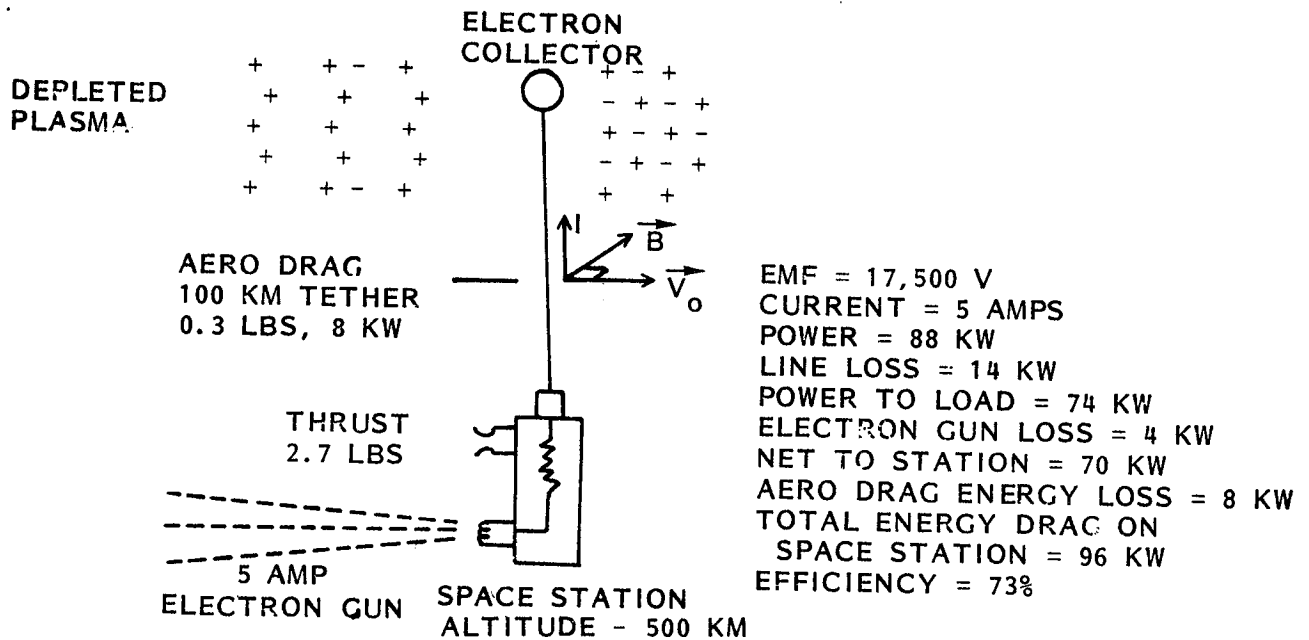 ELECTRON
COLLECTOR
DEPLETED
PLASMA
+ + - + + - +
+ + + - + - +
+ + + + - + -
+ + + - + - +
+ + - + + +
I
B
V o
AERO DRAG
100 KM TETHER
0.3 LBS, 8 KW
EMF = 17,500 V
CURRENT = 5 AMPS
POWER = 88 KW
LINE LOSS = 14 KW
POWER TO LOAD = 74 KW
ELECTRON GUN LOSS = 4 KW
NET TO STATION = 70 KW
AERO DRAG ENERGY LOSS = 8 KW
TOTAL ENERGY DRAG ON
SPACE STATION = 96 KW
EFFICIENCY = 73%
THRUST
2.7 LBS
5 AMP
ELECTRON GUN
SPACE STATION
ALTITUDE - 500 KM